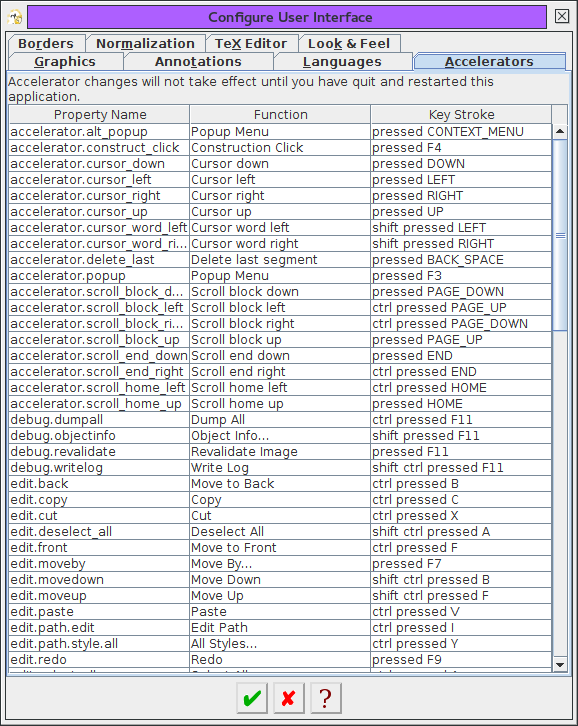 Configure User Interface
Borders Normalization TeX Editor Look & Feel
Graphics Annotations Languages Accelerators
Accelerator changes will not take effect until you have quit and restarted this
application.
Property Name Function Key Stroke
accelerator.alt_popup Popup Menu pressed CONTEXT_MENU
accelerator.construct_click Construction Click pressed F4
accelerator.cursor_down Cursor down pressed DOWN
accelerator.cursor_left Cursor left pressed LEFT
accelerator.cursor_right Cursor right pressed RIGHT
accelerator.cursor_up Cursor up pressed UP
accelerator.cursor_word_left Cursor word left shift pressed LEFT
accelerator.cursor_word_ri... Cursor word right shift pressed RIGHT
accelerator.delete_last Delete last segment pressed BACK_SPACE
accelerator.popup Popup Menu pressed F3
accelerator.scroll_block_d... Scroll block down pressed PAGE_DOWN
accelerator.scroll_block_left Scroll block left ctrl pressed PAGE_UP
accelerator.scroll_block_ri... Scroll block right ctrl pressed PAGE_DOWN
accelerator.scroll_block_up Scroll block up pressed PAGE_UP
accelerator.scroll_end_down Scroll end down pressed END
accelerator.scroll_end_right Scroll end right ctrl pressed END
accelerator.scroll_home_left Scroll home left ctrl pressed HOME
accelerator.scroll_home_up Scroll home up pressed HOME
debug.dumpall Dump All ctrl pressed F11
debug.objectinfo Object Info... shift pressed F11
debug.revalidate Revalidate Image pressed F11
debug.writelog Write Log shift ctrl pressed F11
edit.back Move to Back ctrl pressed B
edit.copy Copy ctrl pressed C
edit.cut Cut ctrl pressed X
edit.deselect_all Deselect All shift ctrl pressed A
edit.front Move to Front ctrl pressed F
edit.moveby Move By... pressed F7
edit.movedown Move Down shift ctrl pressed B
edit.moveup Move Up shift ctrl pressed F
edit.paste Paste ctrl pressed V
edit.path.edit Edit Path ctrl pressed I
edit.path.style.all All Styles... ctrl pressed Y
edit.redo Redo pressed F9
?